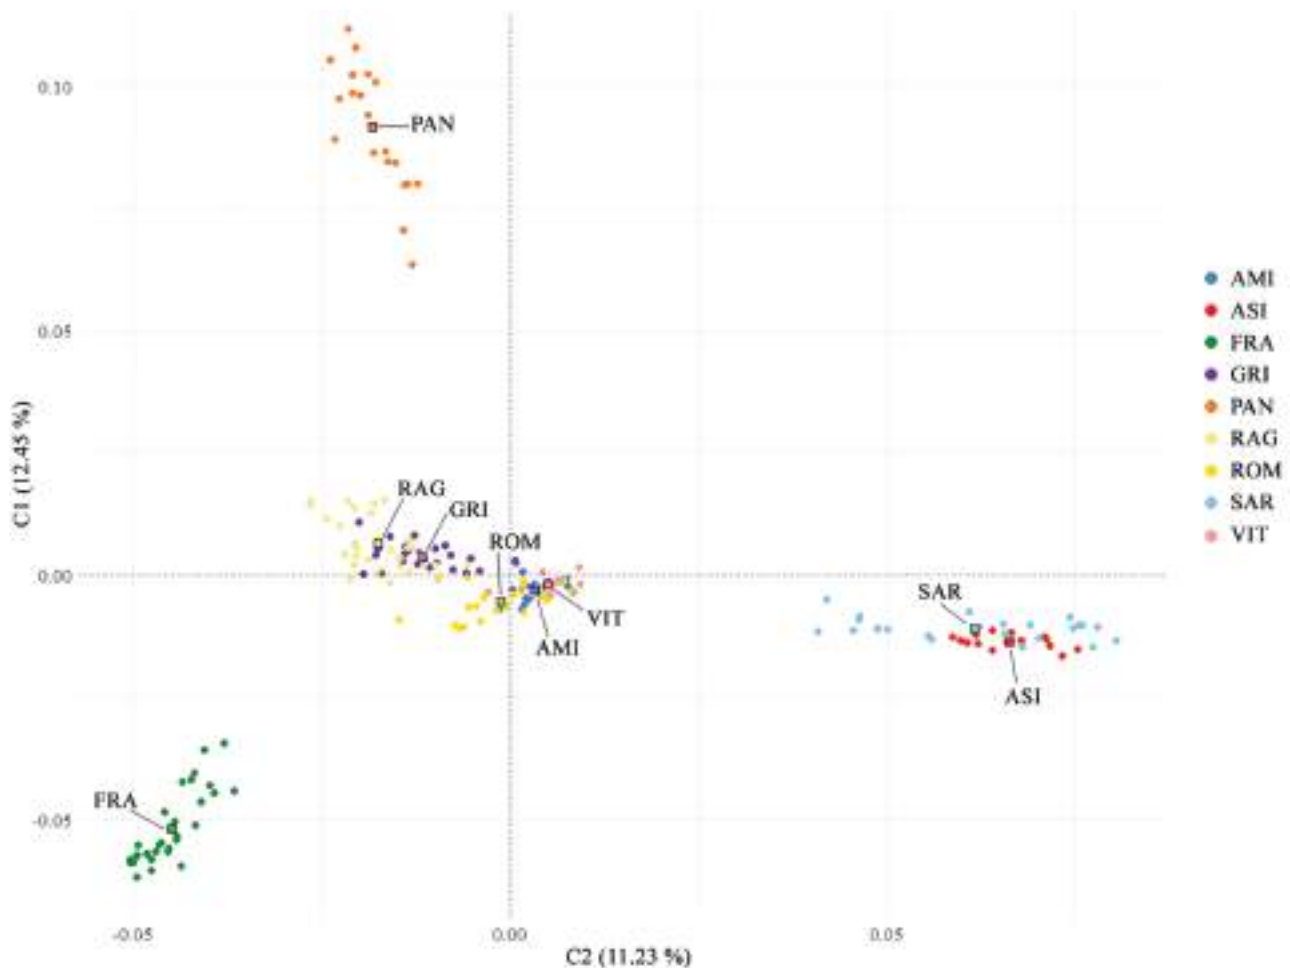 0.10
PAN
0.05
AMI
ASI
FRA
GRI
PAN
RAG
ROM
SAR
VIT
C1 (12.45 %)
RAG
GRI
ROM
0.00
SAR
VIT
AMI
ASI
FRA
-0.05
-0.05
0.00
0.05
C2 (11.23 %)